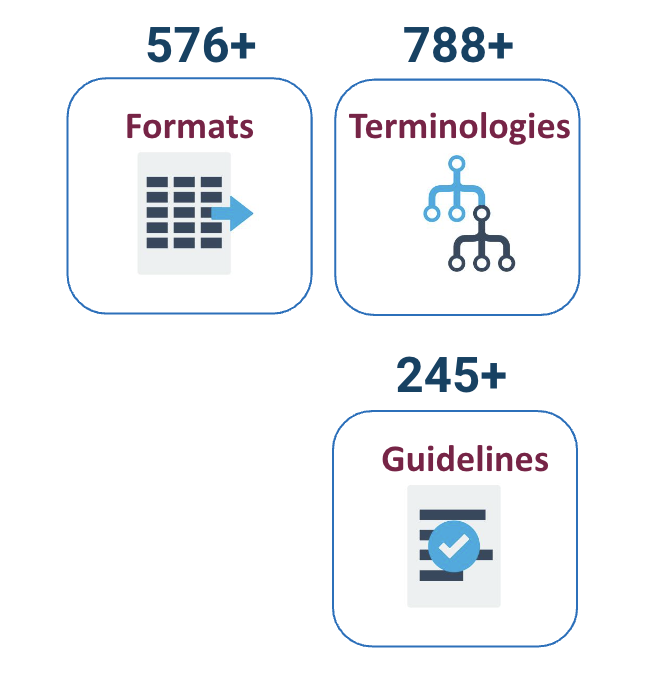 576+
788+
Formats
Terminologies
245+
Guidelines